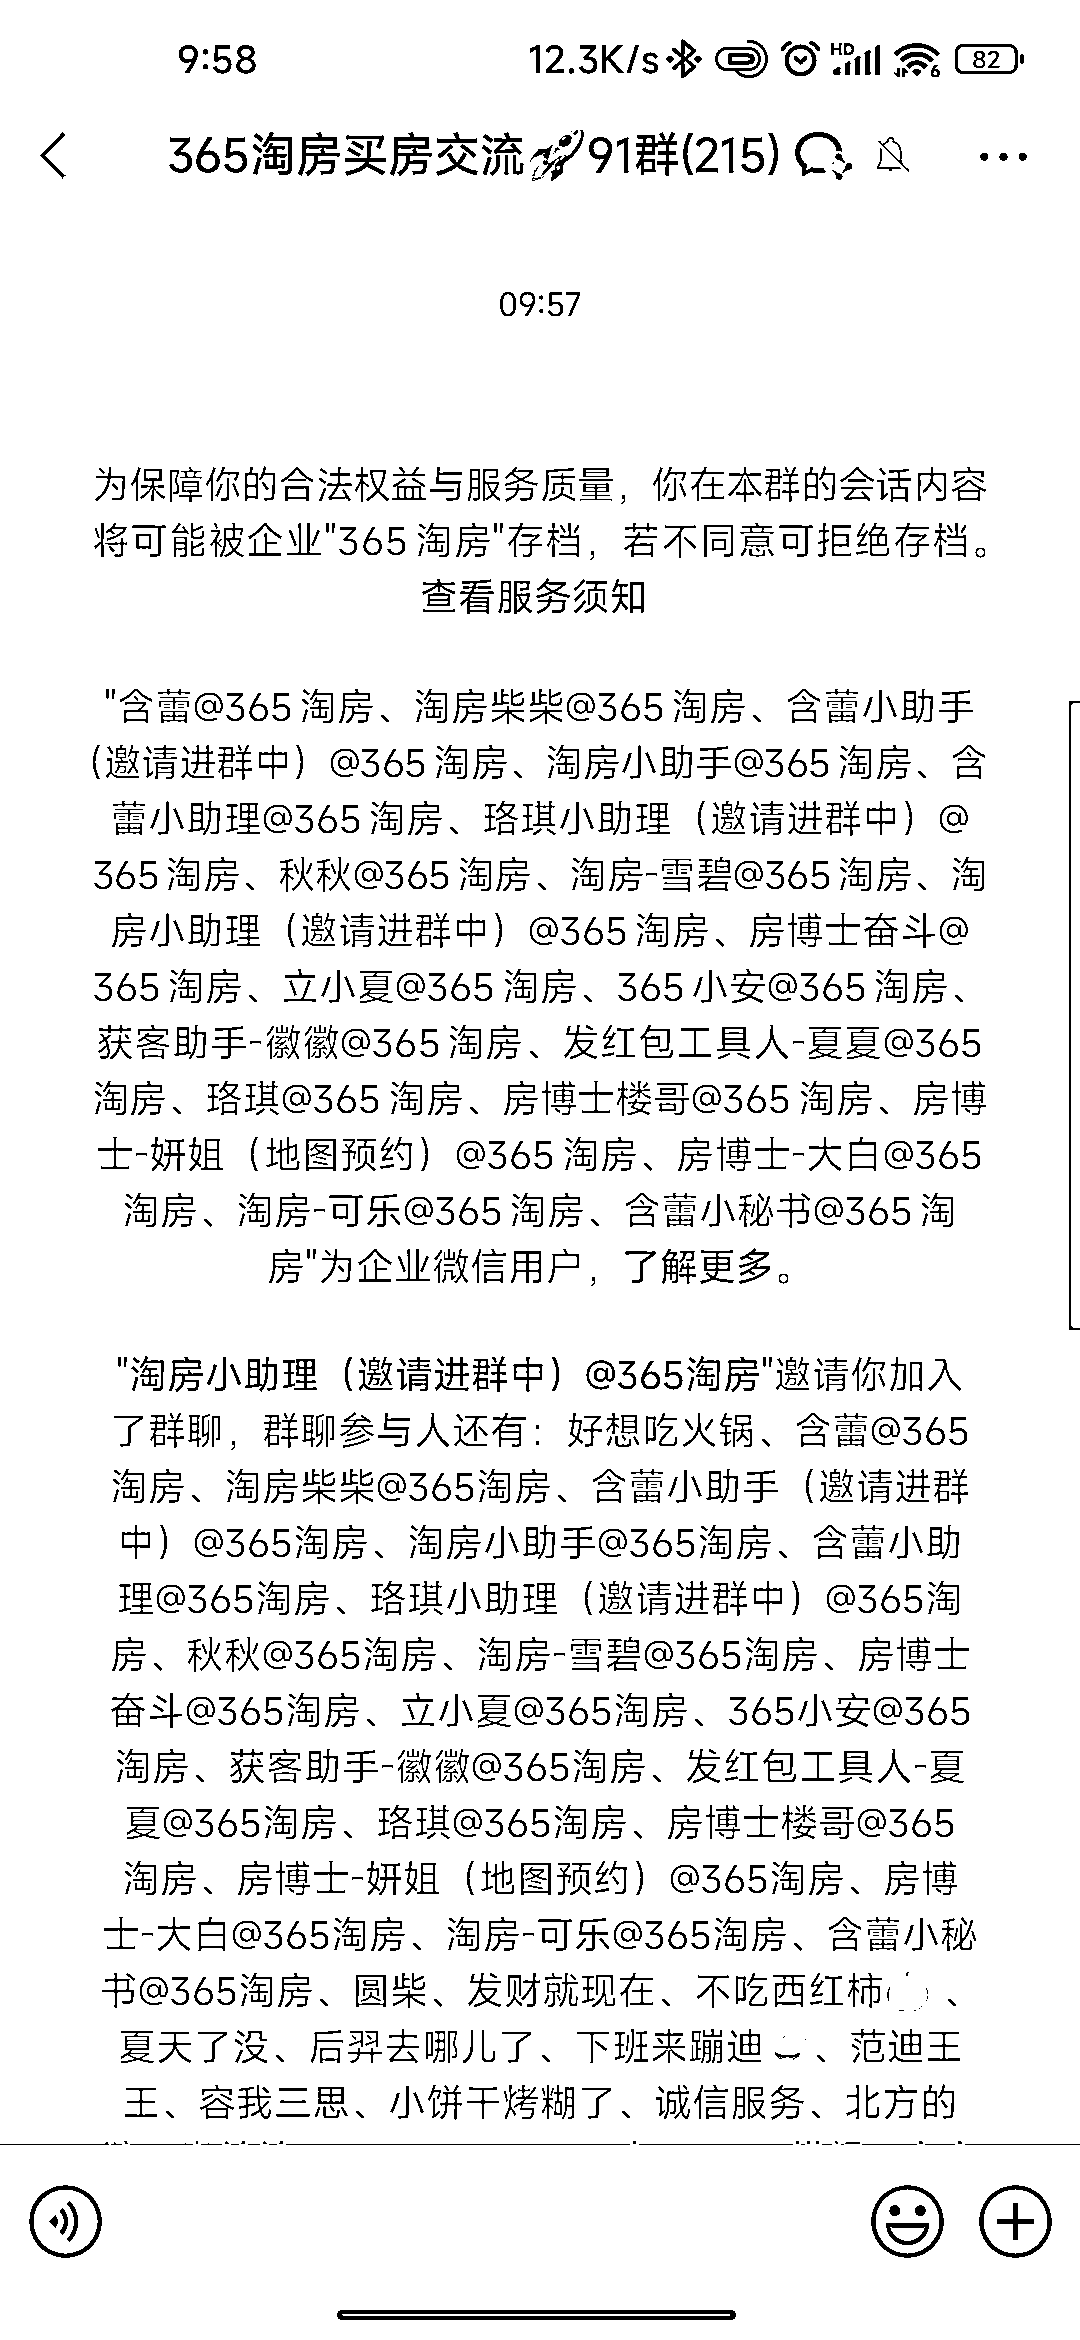 9:58 12.3K/s HD 6 82
365淘房买房交流🚀91群(215)
09:57
为保障你的合法权益与服务质量，你在本群的会话内容
将可能被企业"365 淘房"存档，若不同意可拒绝存档。
查看服务须知
"含蕾@365 淘房、淘房柴柴@365 淘房、含蕾小助手
（邀请进群中）@365 淘房、淘房小助手@365 淘房、含
蕾小助理@365 淘房、珞琪小助理（邀请进群中）@
365 淘房、秋秋@365 淘房、淘房-雪碧@365 淘房、淘
房小助理（邀请进群中）@365 淘房、房博士奋斗@
365 淘房、立小夏@365 淘房、365 小安@365 淘房、
获客助手-徽徽@365 淘房、发红包工具人-夏夏@365
淘房、珞琪@365 淘房、房博士楼哥@365 淘房、房博
士-妍姐（地图预约）@365 淘房、房博士-大白@365
淘房、淘房-可乐@365 淘房、含蕾小秘书@365 淘
房"为企业微信用户，了解更多。
"淘房小助理（邀请进群中）@365淘房"邀请你加入
了群聊，群聊参与人还有：好想吃火锅、含蕾@365
淘房、淘房柴柴@365淘房、含蕾小助手（邀请进群
中）@365淘房、淘房小助手@365淘房、含蕾小助
理@365淘房、珞琪小助理（邀请进群中）@365淘
房、秋秋@365淘房、淘房-雪碧@365淘房、房博士
奋斗@365淘房、立小夏@365淘房、365小安@365
淘房、获客助手-徽徽@365淘房、发红包工具人-夏
夏@365淘房、珞琪@365淘房、房博士楼哥@365
淘房、房博士-妍姐（地图预约）@365淘房、房博
士-大白@365淘房、淘房-可乐@365淘房、含蕾小秘
书@365淘房、圆柴、发财就现在、不吃西红柿、
夏天了没、后羿去哪儿了、下班来蹦迪、范迪王
王、容我三思、小饼干烤糊了、诚信服务、北方的